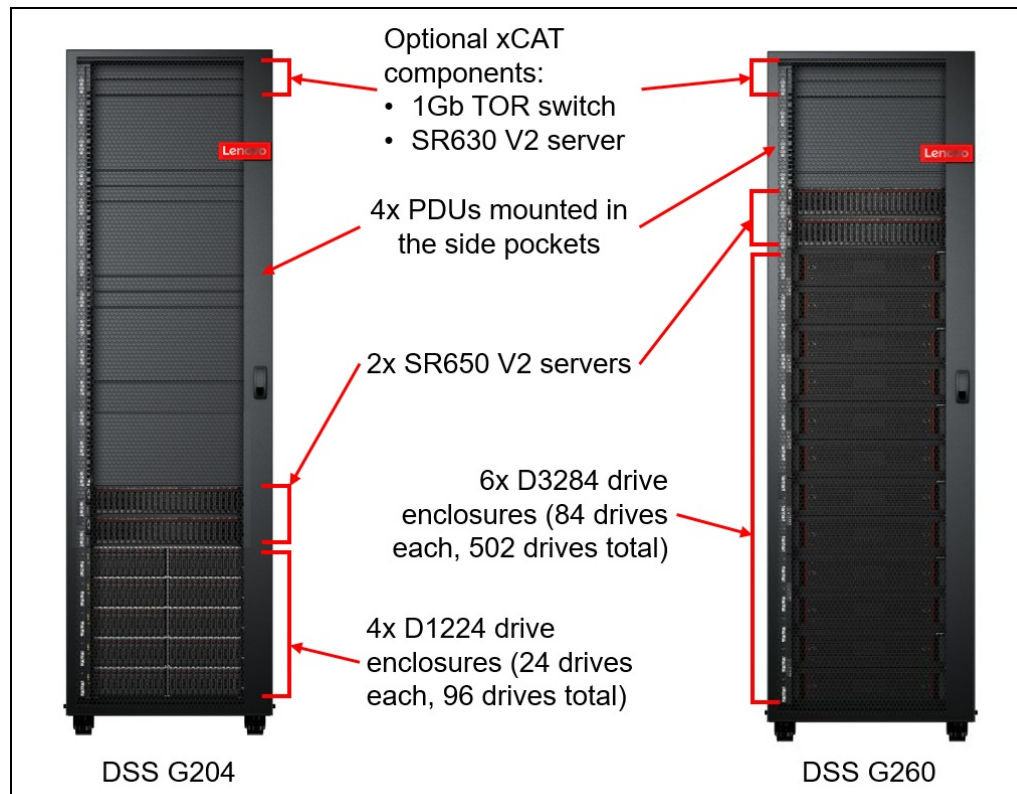 Optional xCAT
components:
• 1Gb TOR switch
• SR630 V2 server
Lenovo
Lenovo
4x PDUs mounted in
the side pockets
2x SR650 V2 servers
6x D3284 drive
enclosures (84 drives
each, 502 drives total)
4x D1224 drive
enclosures (24 drives
each, 96 drives total)
DSS G204
DSS G260